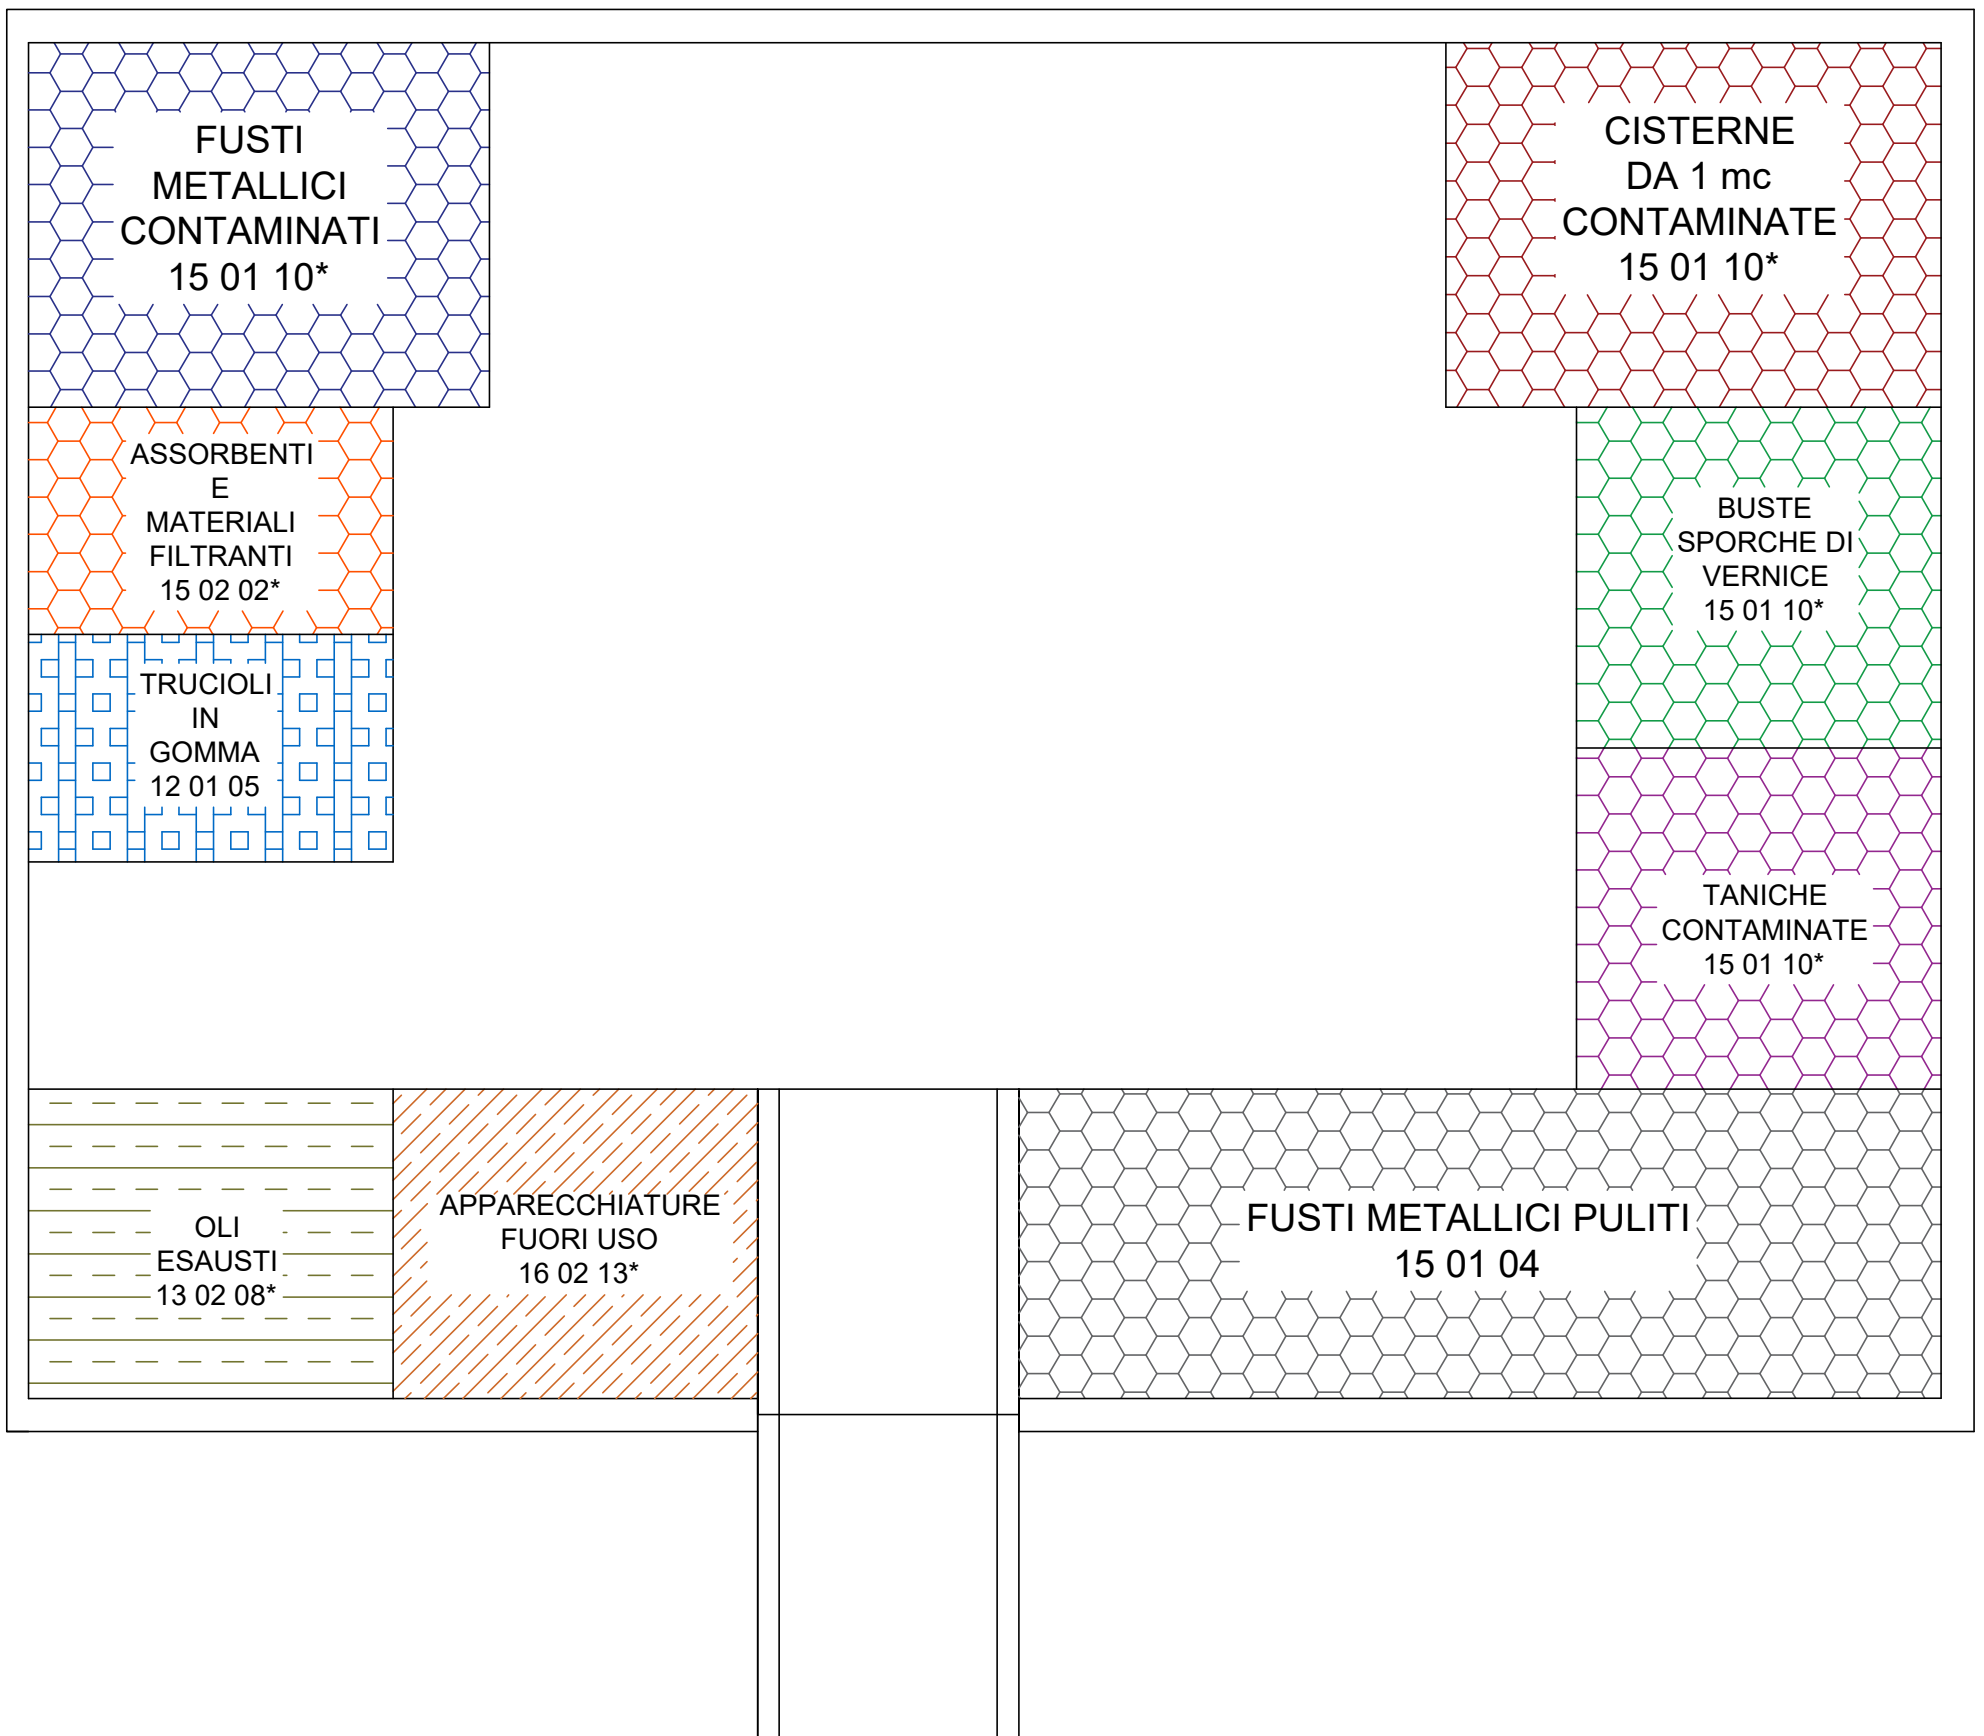 FUSTI
METALLICI
CONTAMINATI
15 01 10*
CISTERNE
DA 1 mc
CONTAMINATE
15 01 10*
ASSORBENTI
E
MATERIALI
FILTRANTI
15 02 02*
BUSTE
SPORCHE DI
VERNICE
15 01 10*
TRUCIOLI
IN
GOMMA
12 01 05
TANICHE
CONTAMINATE
15 01 10*
OLI
ESAUSTI
13 02 08*
APPARECCHIATURE
FUORI USO
16 02 13*
FUSTI METALLICI PULITI
15 01 04